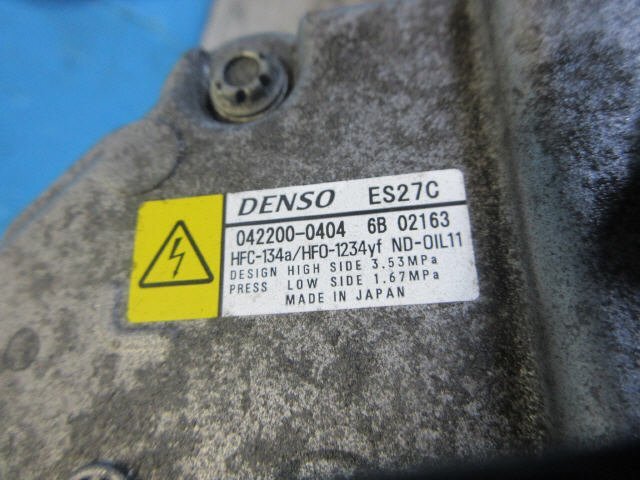 DENSO ES27C
042200-0404 6B 02163
HFC-134a/HFO-1234yf ND-OIL11
DESIGN HIGH SIDE 3.53MPa
PRESS LOW SIDE 1.67MPa
MADE IN JAPAN